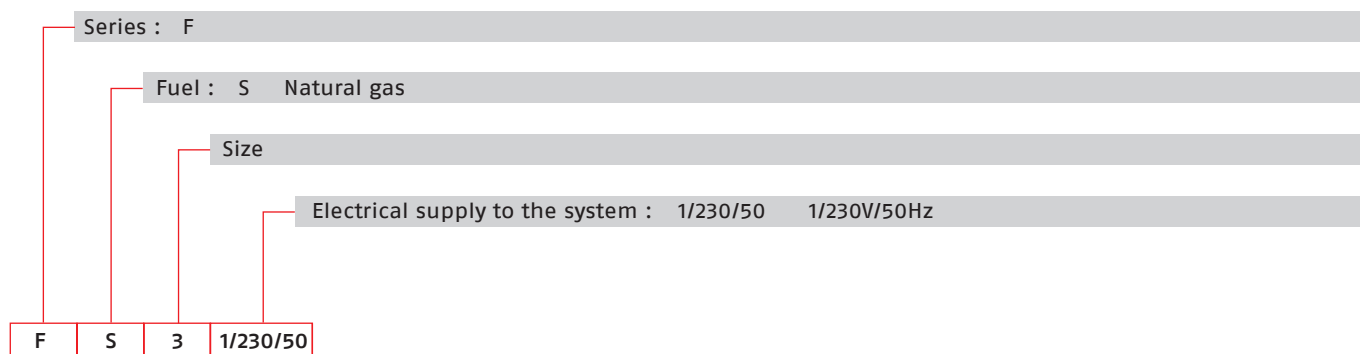 Series : F
Fuel : S Natural gas
Size
Electrical supply to the system : 1/230/50 1/230V/50Hz
F S 3 1/230/50